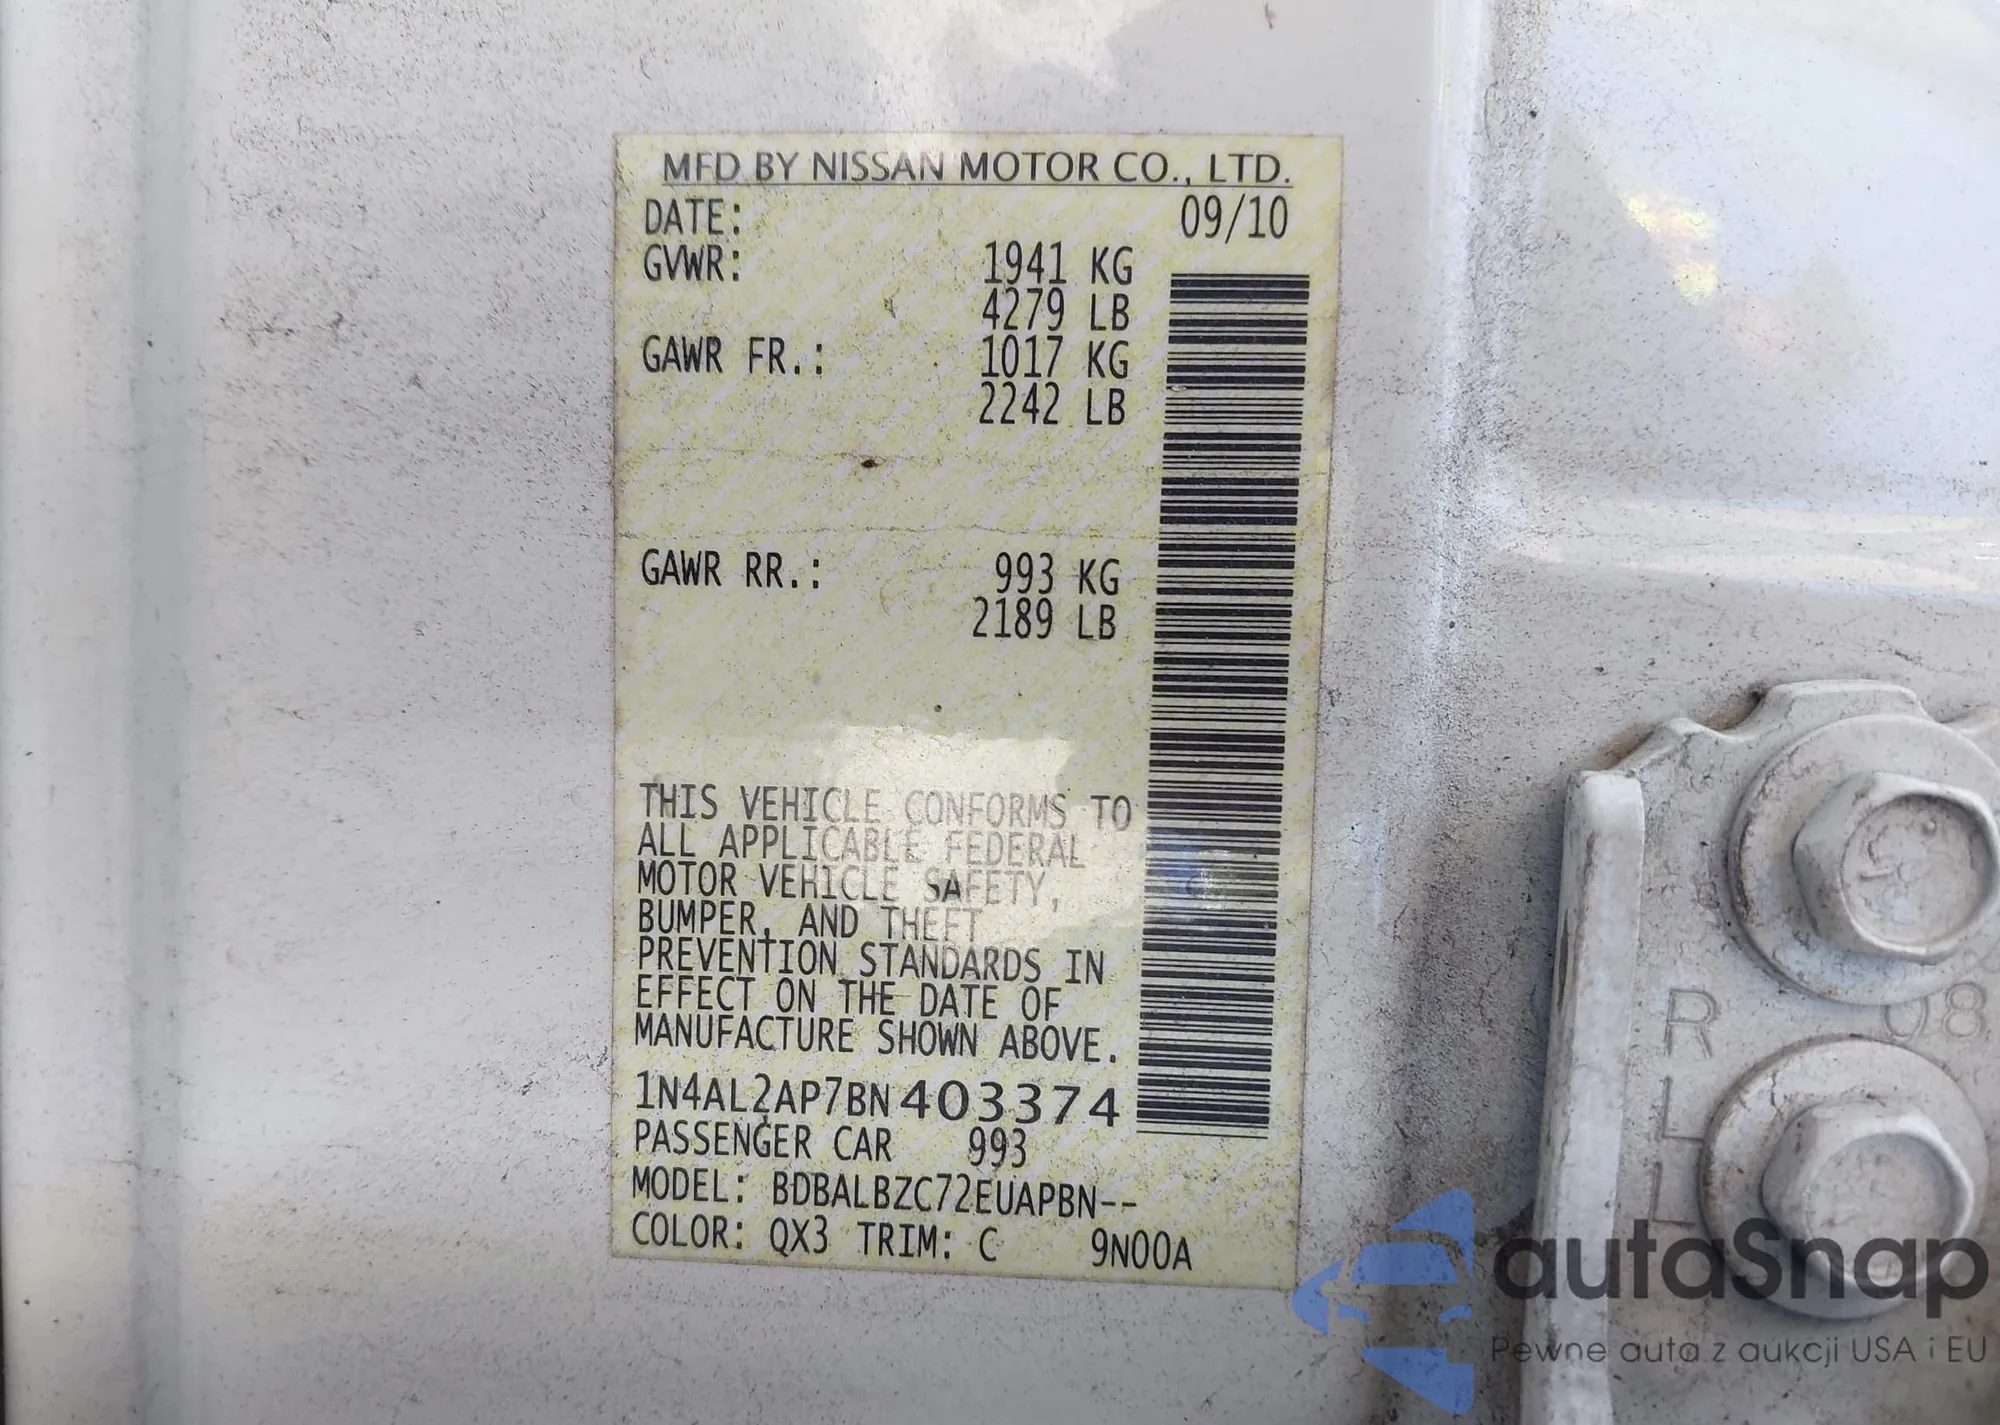 MFD BY NISSAN MOTOR CO., LTD.
DATE: 09/10
GVWR: 1941 KG
4279 LB
GAWR FR.: 1017 KG
2242 LB
GAWR RR.: 993 KG
2189 LB
THIS VEHICLE CONFORMS TO
ALL APPLICABLE FEDERAL
MOTOR VEHICLE SAFETY,
BUMPER, AND THEFT
PREVENTION STANDARDS IN
EFFECT ON THE DATE OF
MANUFACTURE SHOWN ABOVE.
1N4AL2AP7BN403374
PASSENGER CAR 993
MODEL: BDBALBZC72EUAPBN--
COLOR: QX3 TRIM: C 9N00A
R 08
L
autoSnap
Pewne auta z aukcji USA i EU